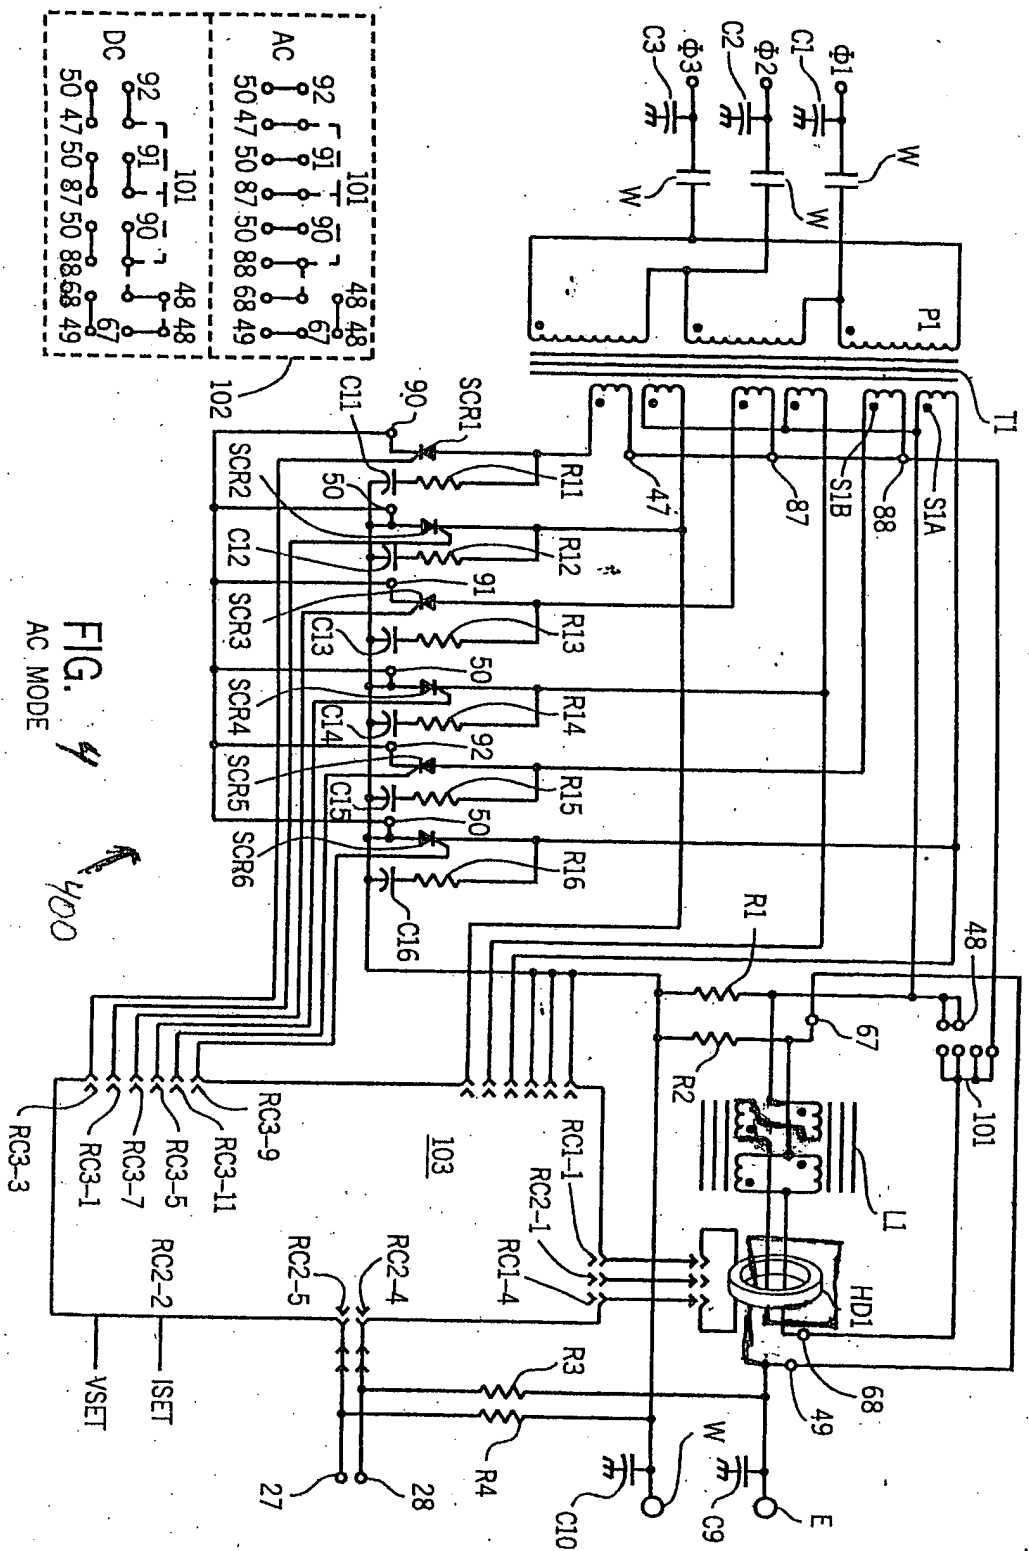 Φ1
Φ2
Φ3
C1
C2
C3
W
W
W
P1
T1
S1A
88
S1B
87
47
AC
92 101 91 90 48 48
50 47 50 87 50 88 68 67 49
DC
92 101 91 90 48 48
50 47 50 87 50 88 68 67 49
102
90
SCR1
C11
R11
SCR2
50
C12
R12
SCR3
91
C13
R13
SCR4
50
C14
R14
SCR5
92
C15
R15
SCR6
50
C16
R16
R1
R2
48
101
67
L1
HD1
68
49
103
RC1-1
RC2-1
RC1-4
RC3-3
RC3-1
RC3-7
RC3-5
RC3-11
RC3-9
RC2-2
RC2-5
RC2-4
VSET
ISET
R3
R4
27
28
W
C10
C9
E
FIG. 4
AC MODE
400